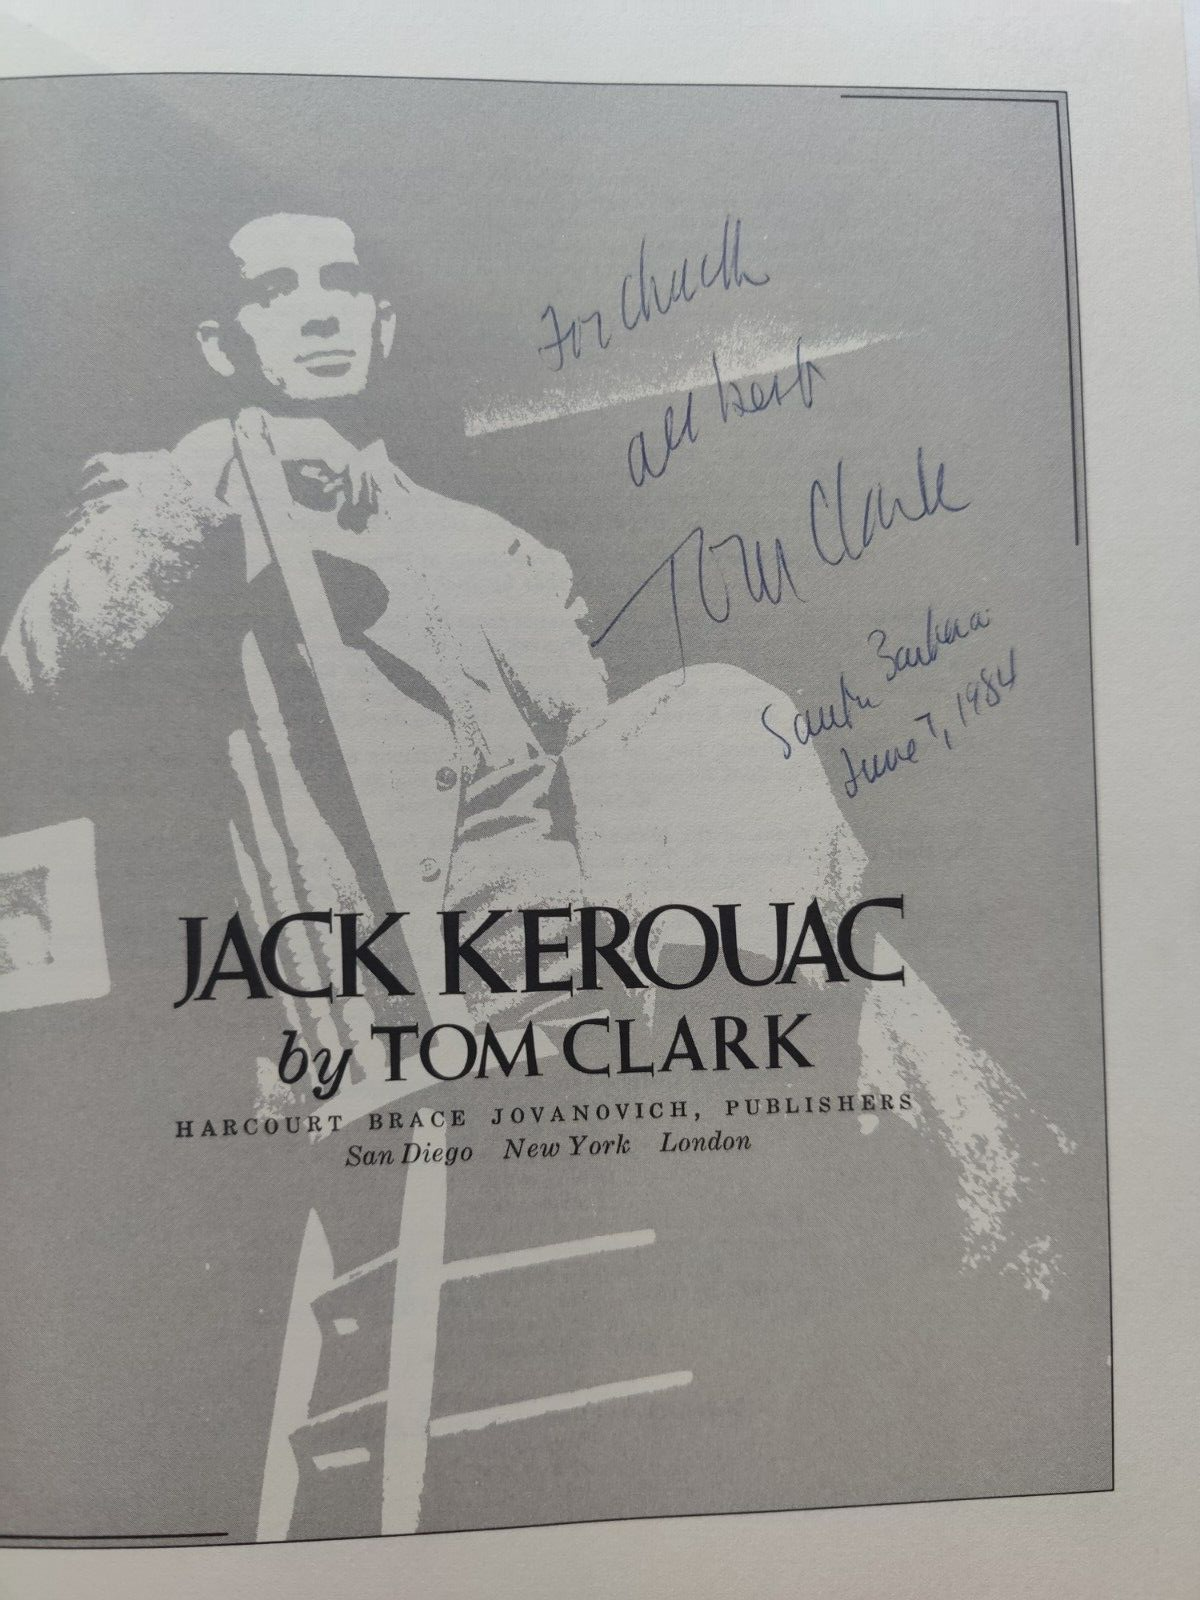 For Chuck
all best
Tom Clark
Santa Barbara
June 7, 1984
JACK KEROUAC
by TOM CLARK
HARCOURT BRACE JOVANOVICH, PUBLISHERS
San Diego New York London